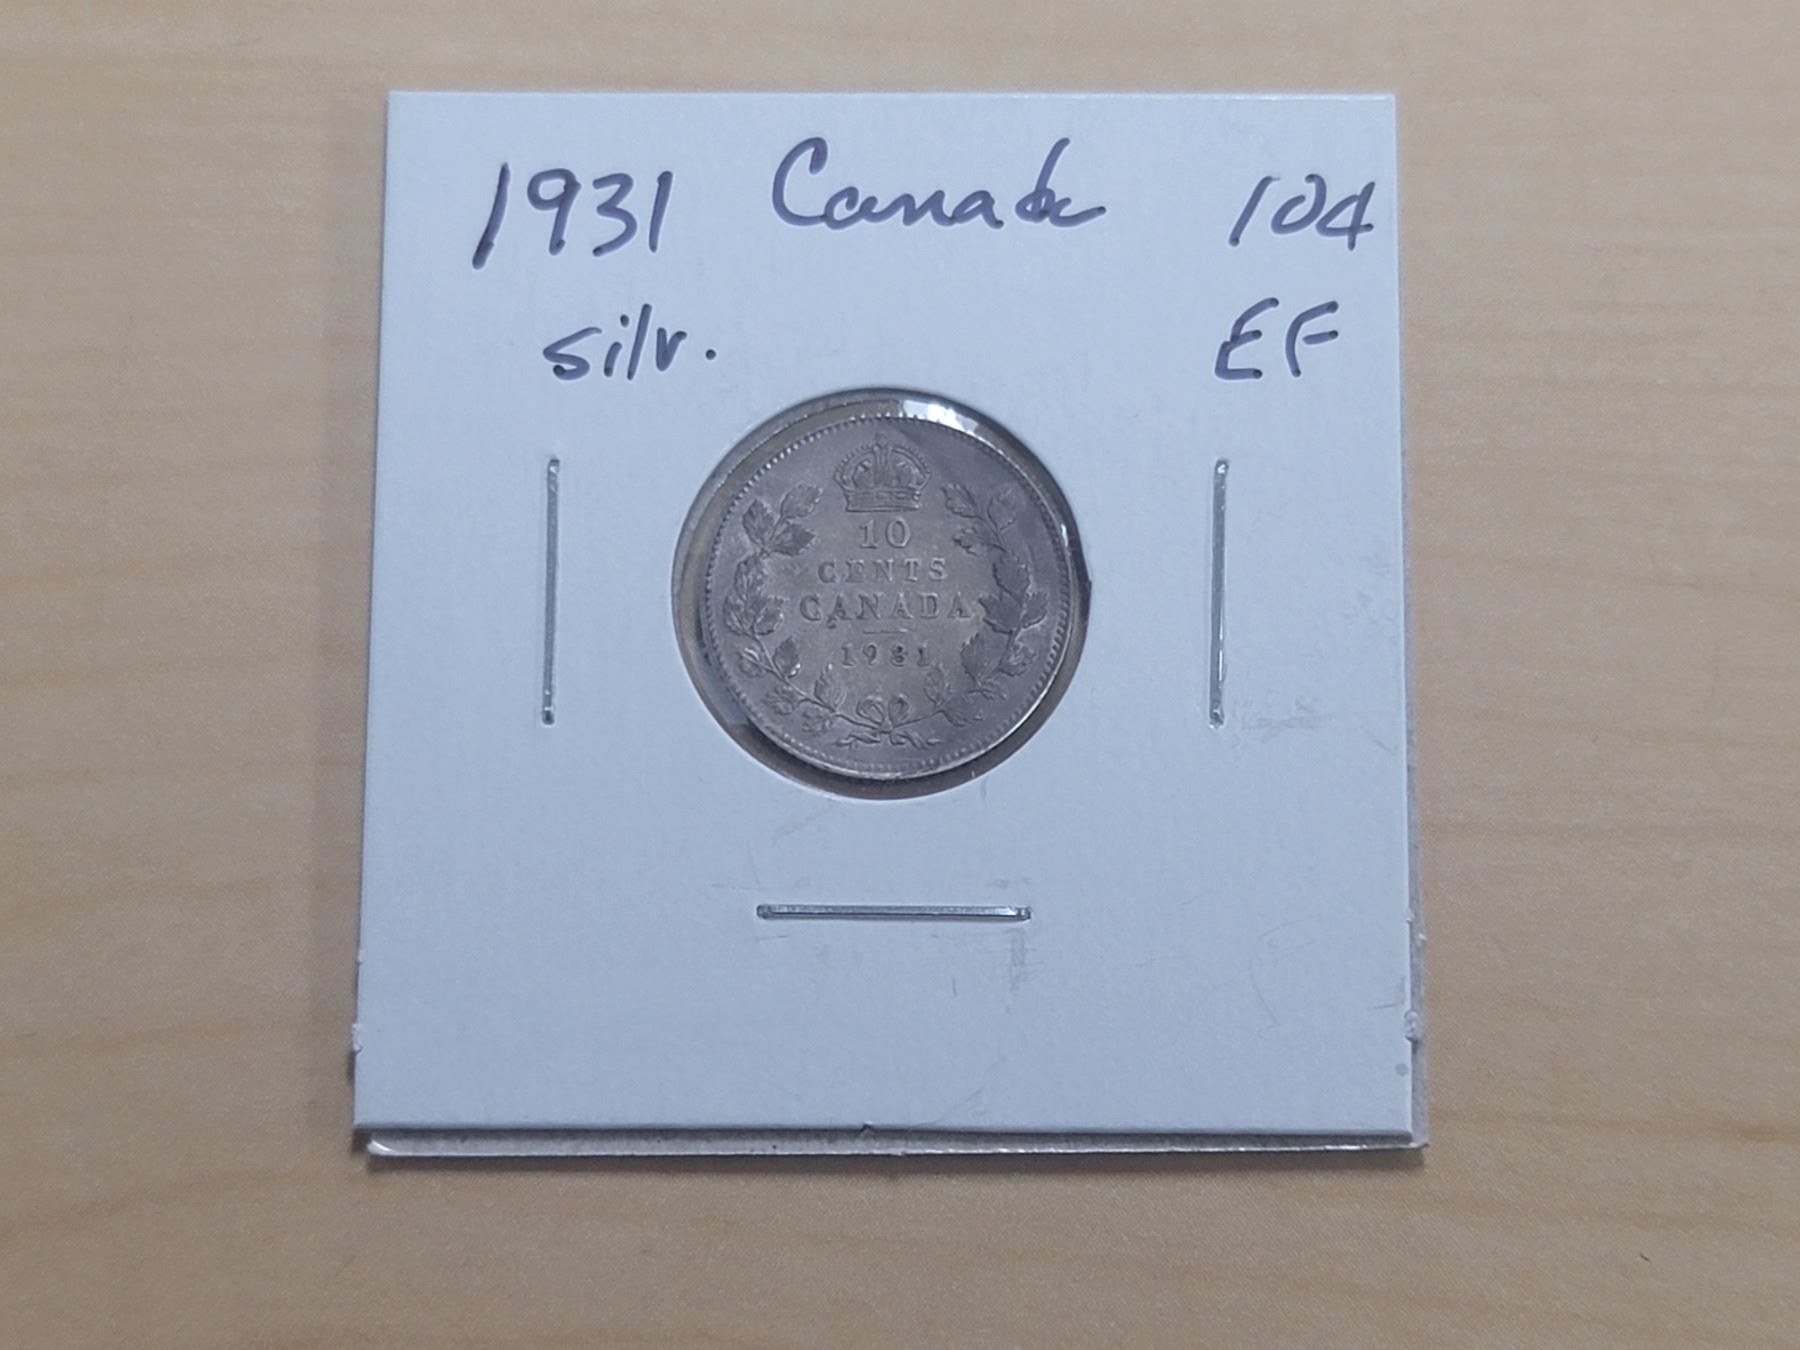 1931 Canada 10¢
silv. EF
10
CENTS
CANADA
1931